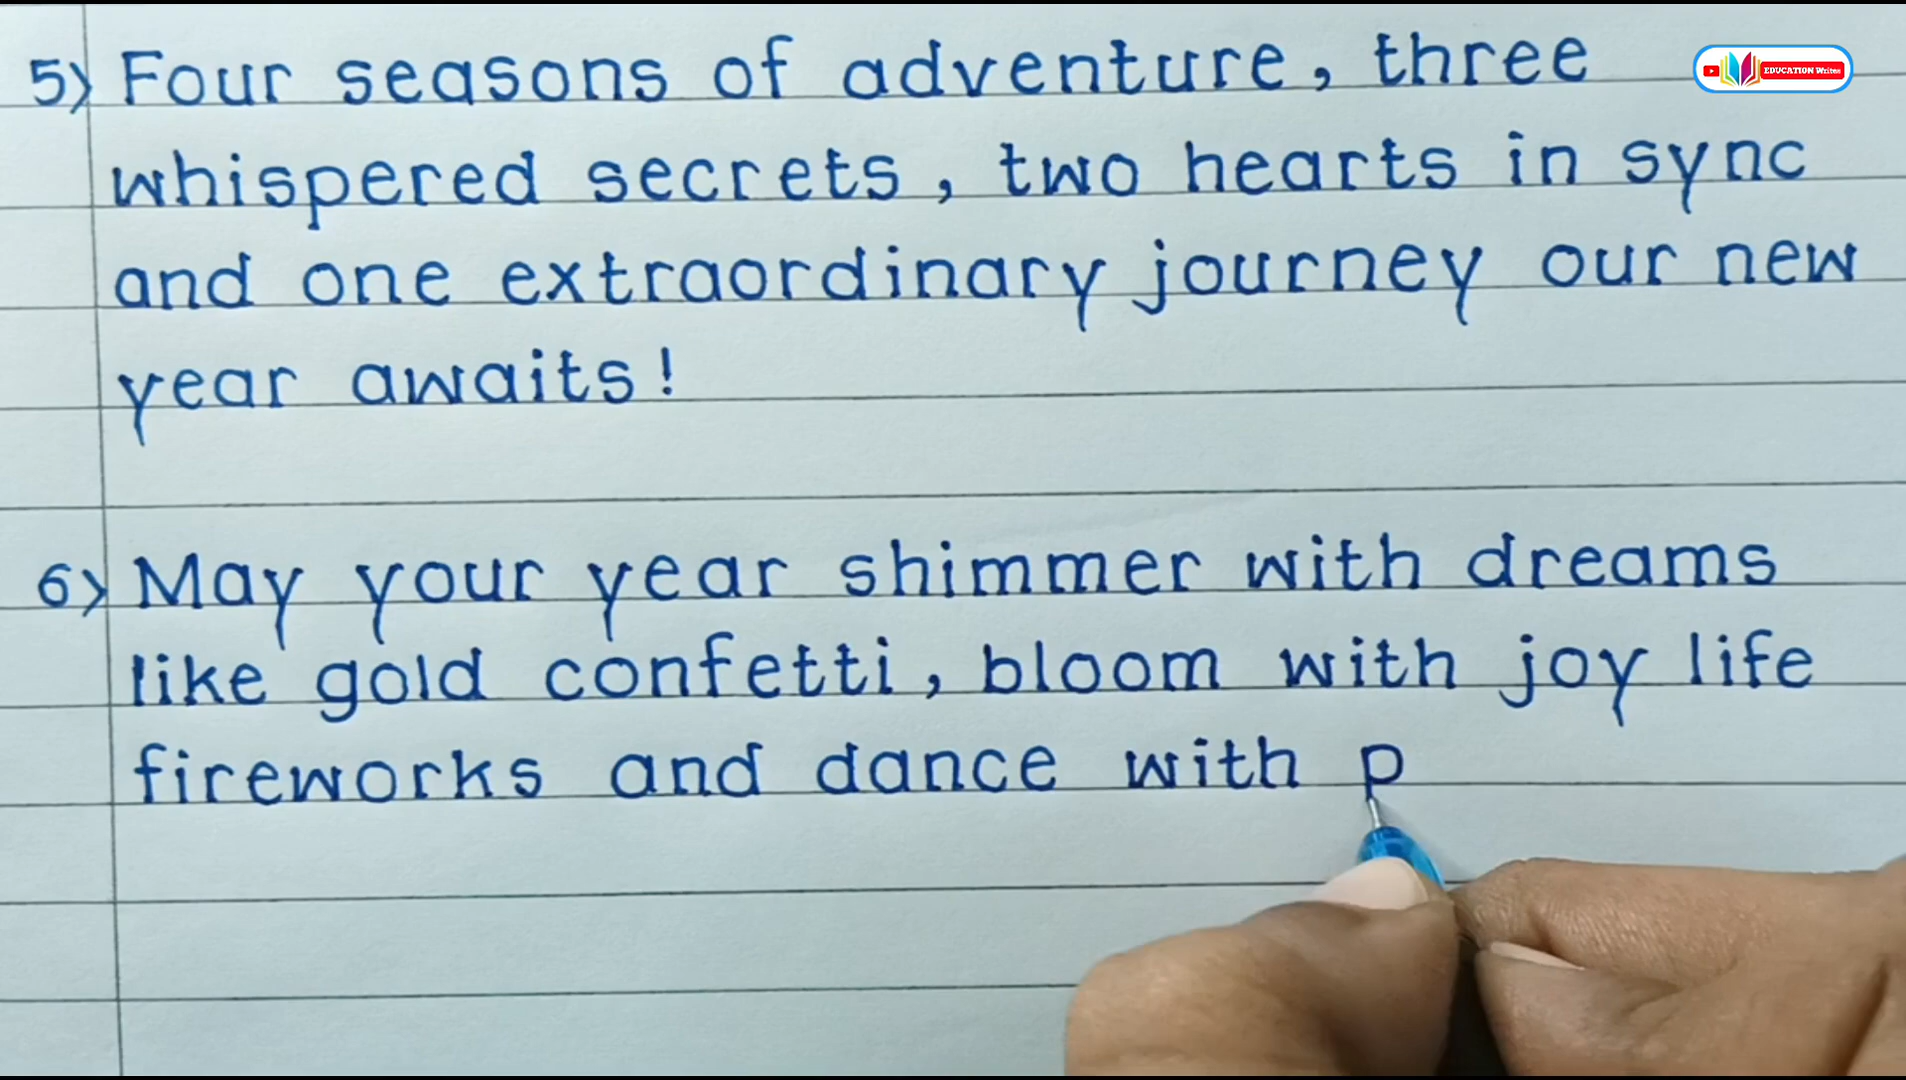 5) Four seasons of adventure, three
whispered secrets, two hearts in sync
and one extraordinary journey our new
year awaits!
6) May your year shimmer with dreams
like gold confetti, bloom with joy life
fireworks and dance with p
EDUCATION Writes